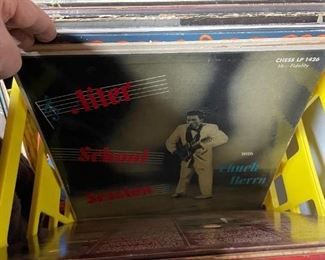 CHESS LP 1426
Hi-Fidelity
After
School
Session
with
Chuck
Berry